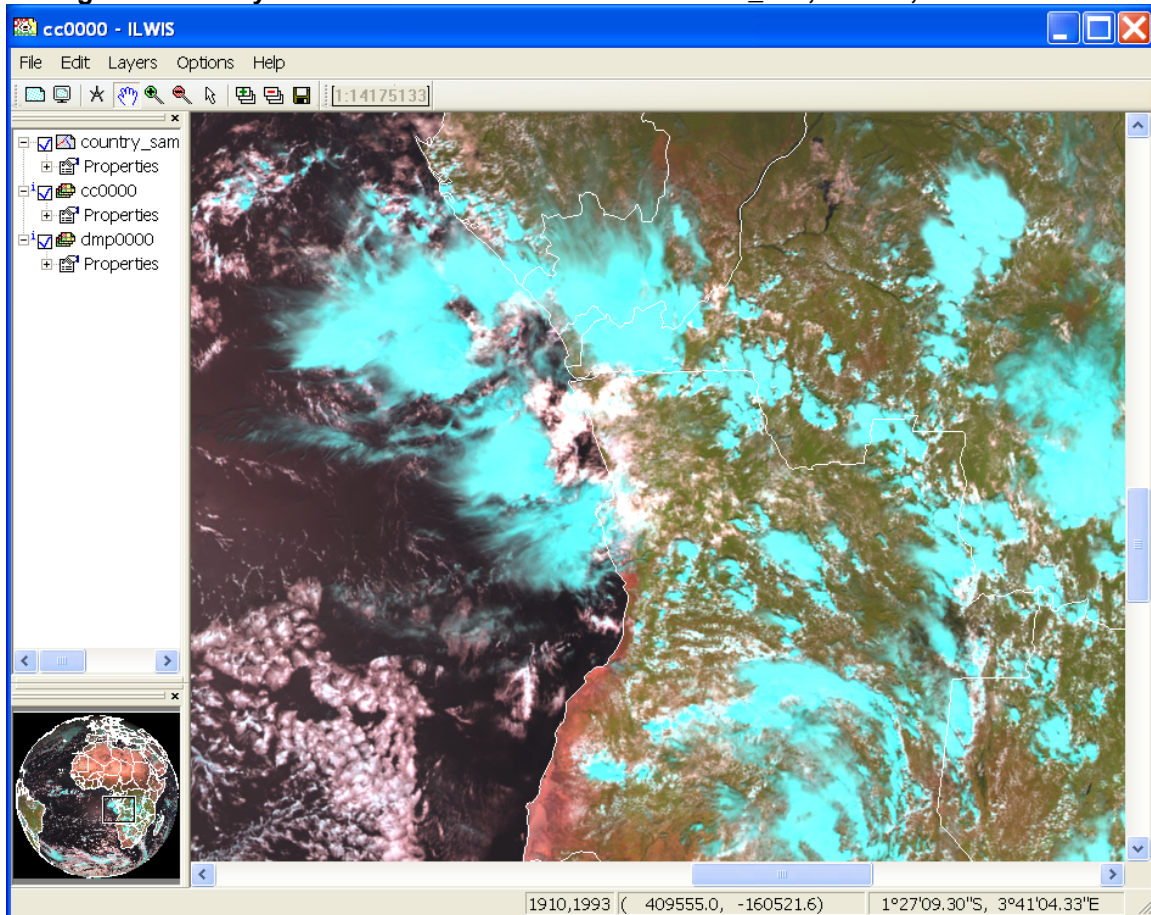 cc0000 - ILWIS
File Edit Layers Options Help
1:14175133
country_sam
Properties
cc0000
Properties
dmp0000
Properties
1910,1993 ( 409555.0, -160521.6) 1°27'09.30"S, 3°41'04.33"E